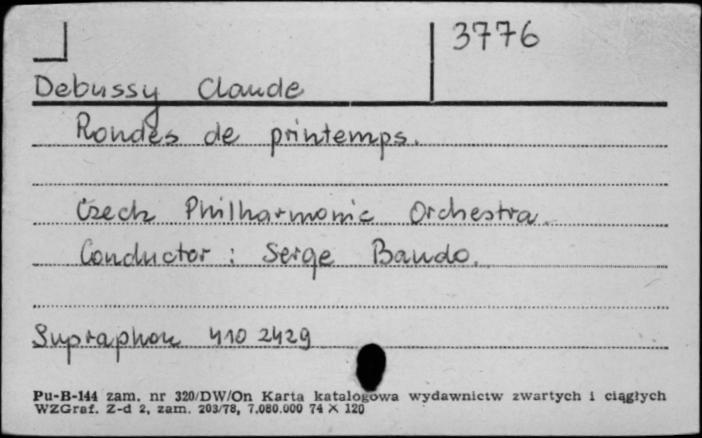 3776
Debussy Claude
Rondes de printemps.
Czech Philharmonic Orchestra.
Conductor : Serge Baudo.
Supraphon 410 2429
Pu-B-144 zam. nr 320/DW/On Karta katalogowa wydawnictw zwartych i ciągłych
WZGraf. Z-d 2, zam. 203/78, 7.080.000 74 × 120